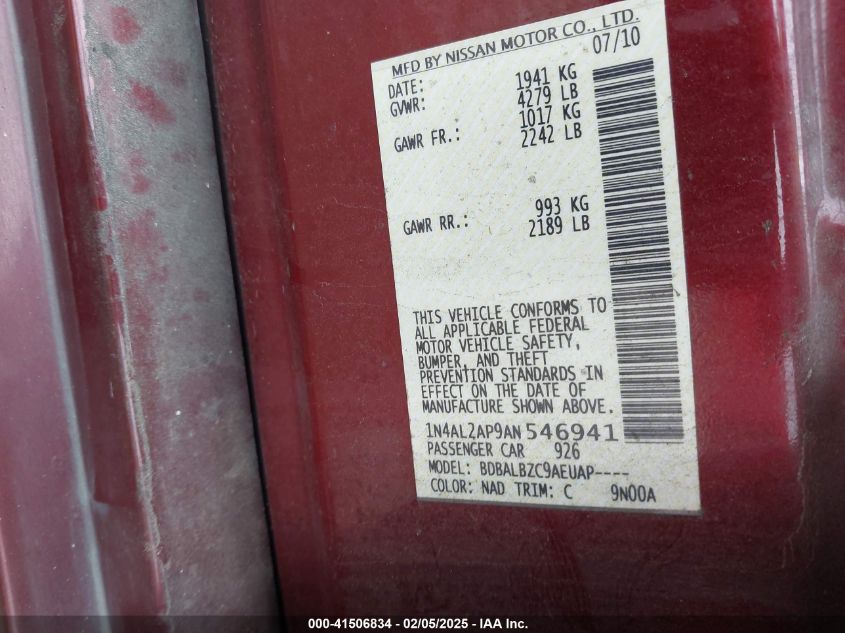 MFD BY NISSAN MOTOR CO., LTD.
DATE: 07/10
GVWR: 1941 KG
4279 LB
GAWR FR.: 1017 KG
2242 LB
GAWR RR.: 993 KG
2189 LB
THIS VEHICLE CONFORMS TO
ALL APPLICABLE FEDERAL
MOTOR VEHICLE SAFETY,
BUMPER, AND THEFT
PREVENTION STANDARDS IN
EFFECT ON THE DATE OF
MANUFACTURE SHOWN ABOVE.
1N4AL2AP9AN546941
PASSENGER CAR 926
MODEL: BDBALBZC9AEUAP----
COLOR: NAD TRIM: C 9N00A
000-41506834 - 02/05/2025 - IAA Inc.